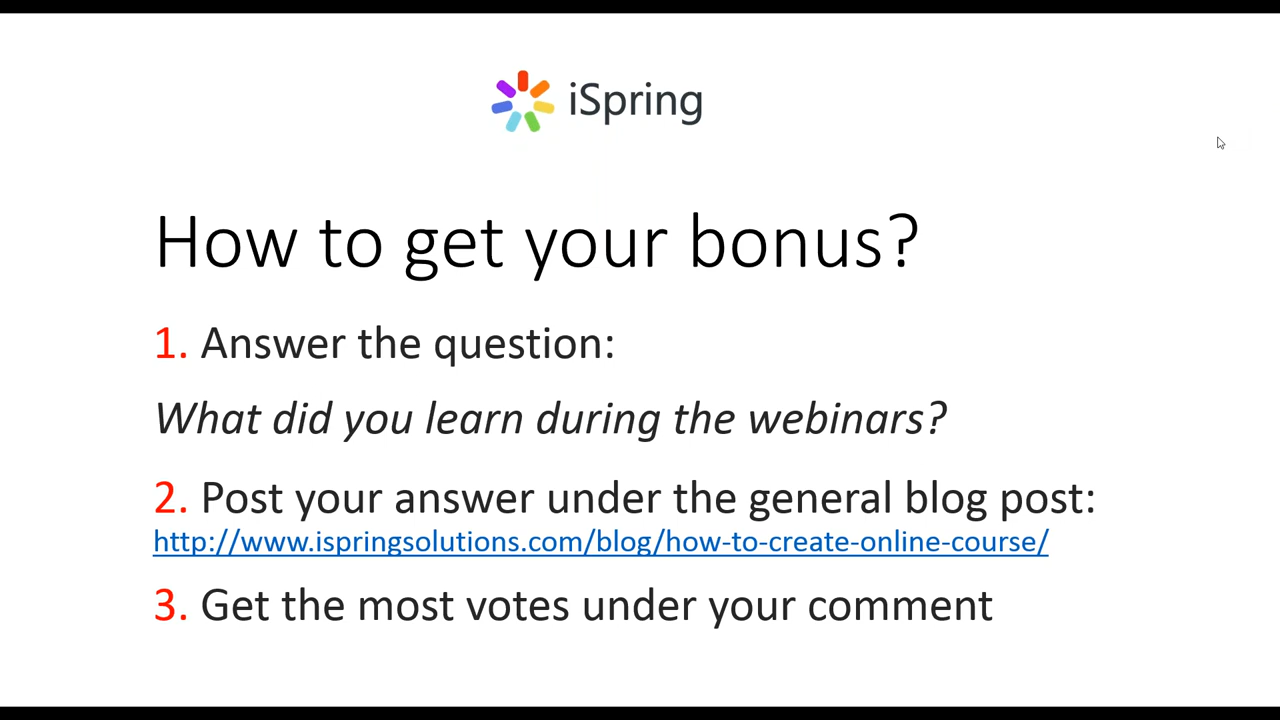 iSpring
How to get your bonus?
1. Answer the question:
What did you learn during the webinars?
2. Post your answer under the general blog post:
http://www.ispringsolutions.com/blog/how-to-create-online-course/
3. Get the most votes under your comment